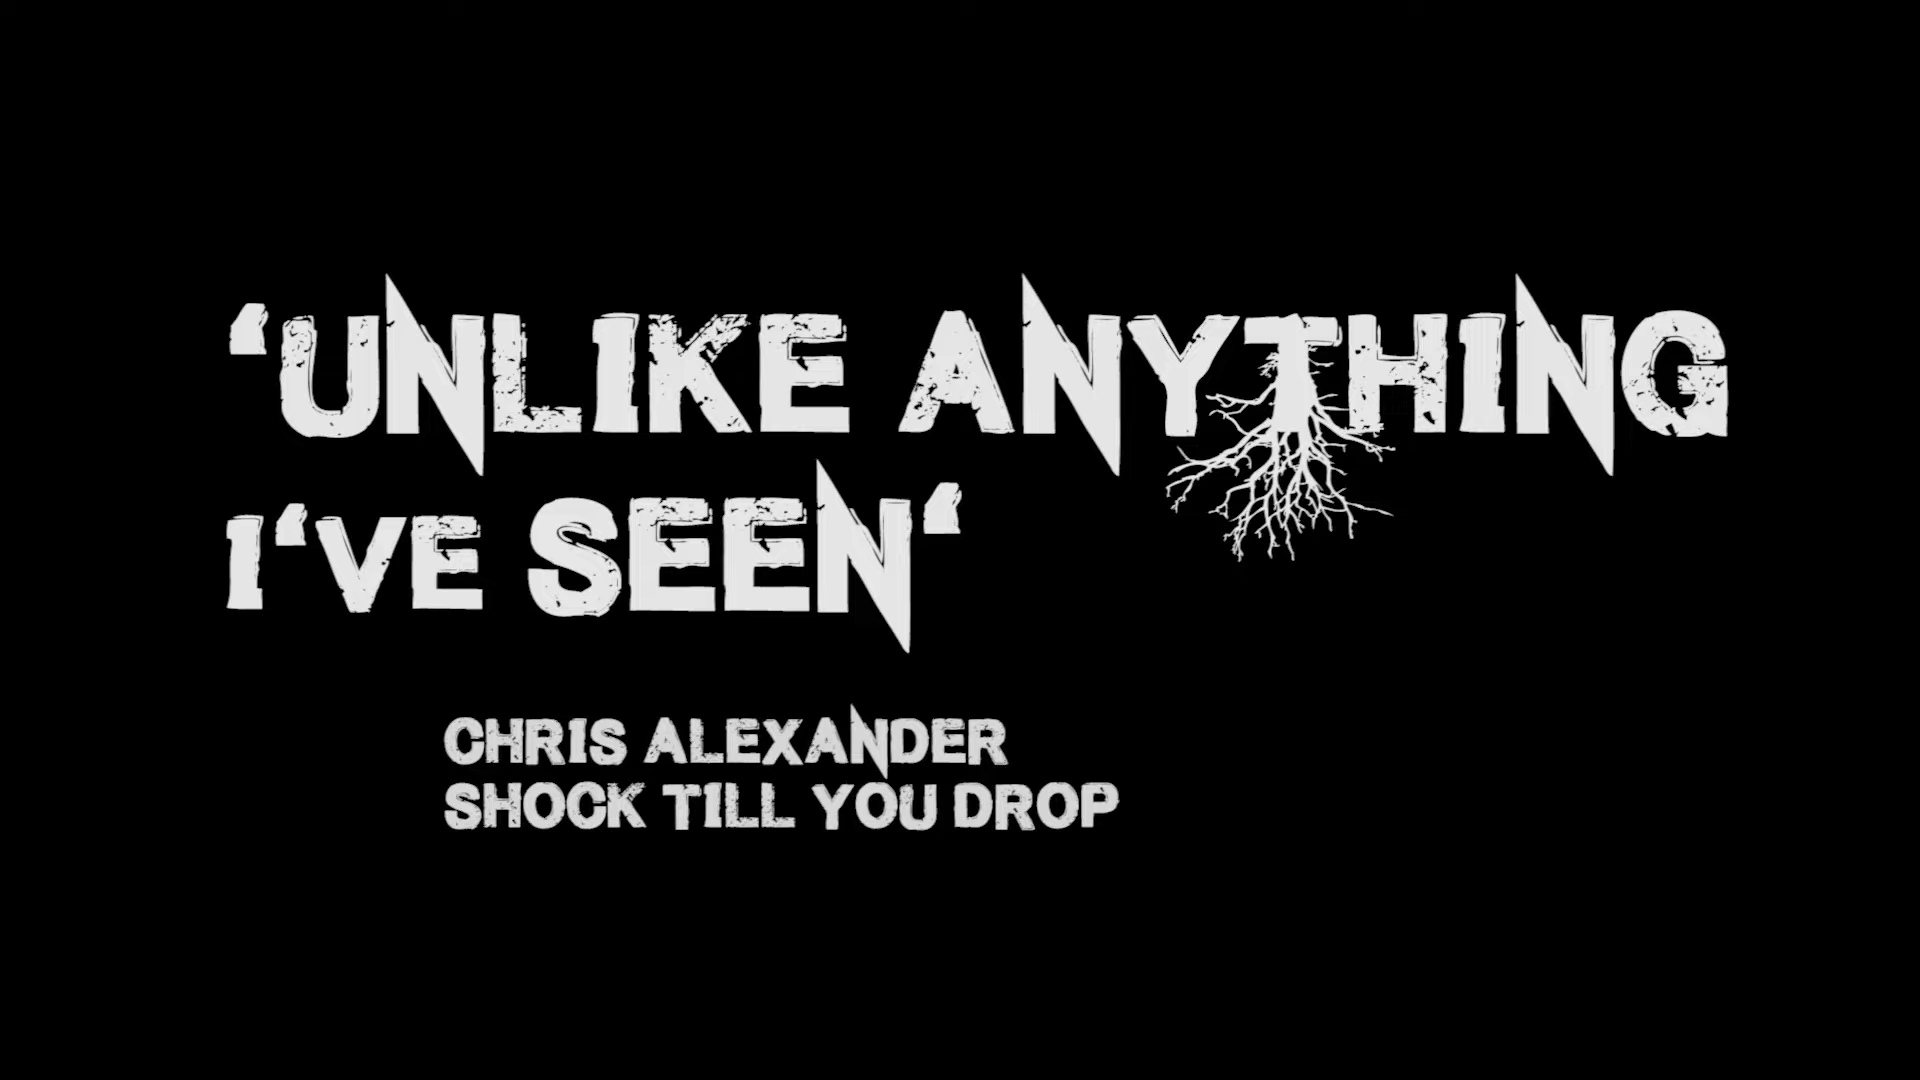 ‘UNLIKE ANYTHING
I‘VE SEEN‘
CHRIS ALEXANDER
SHOCK TILL YOU DROP